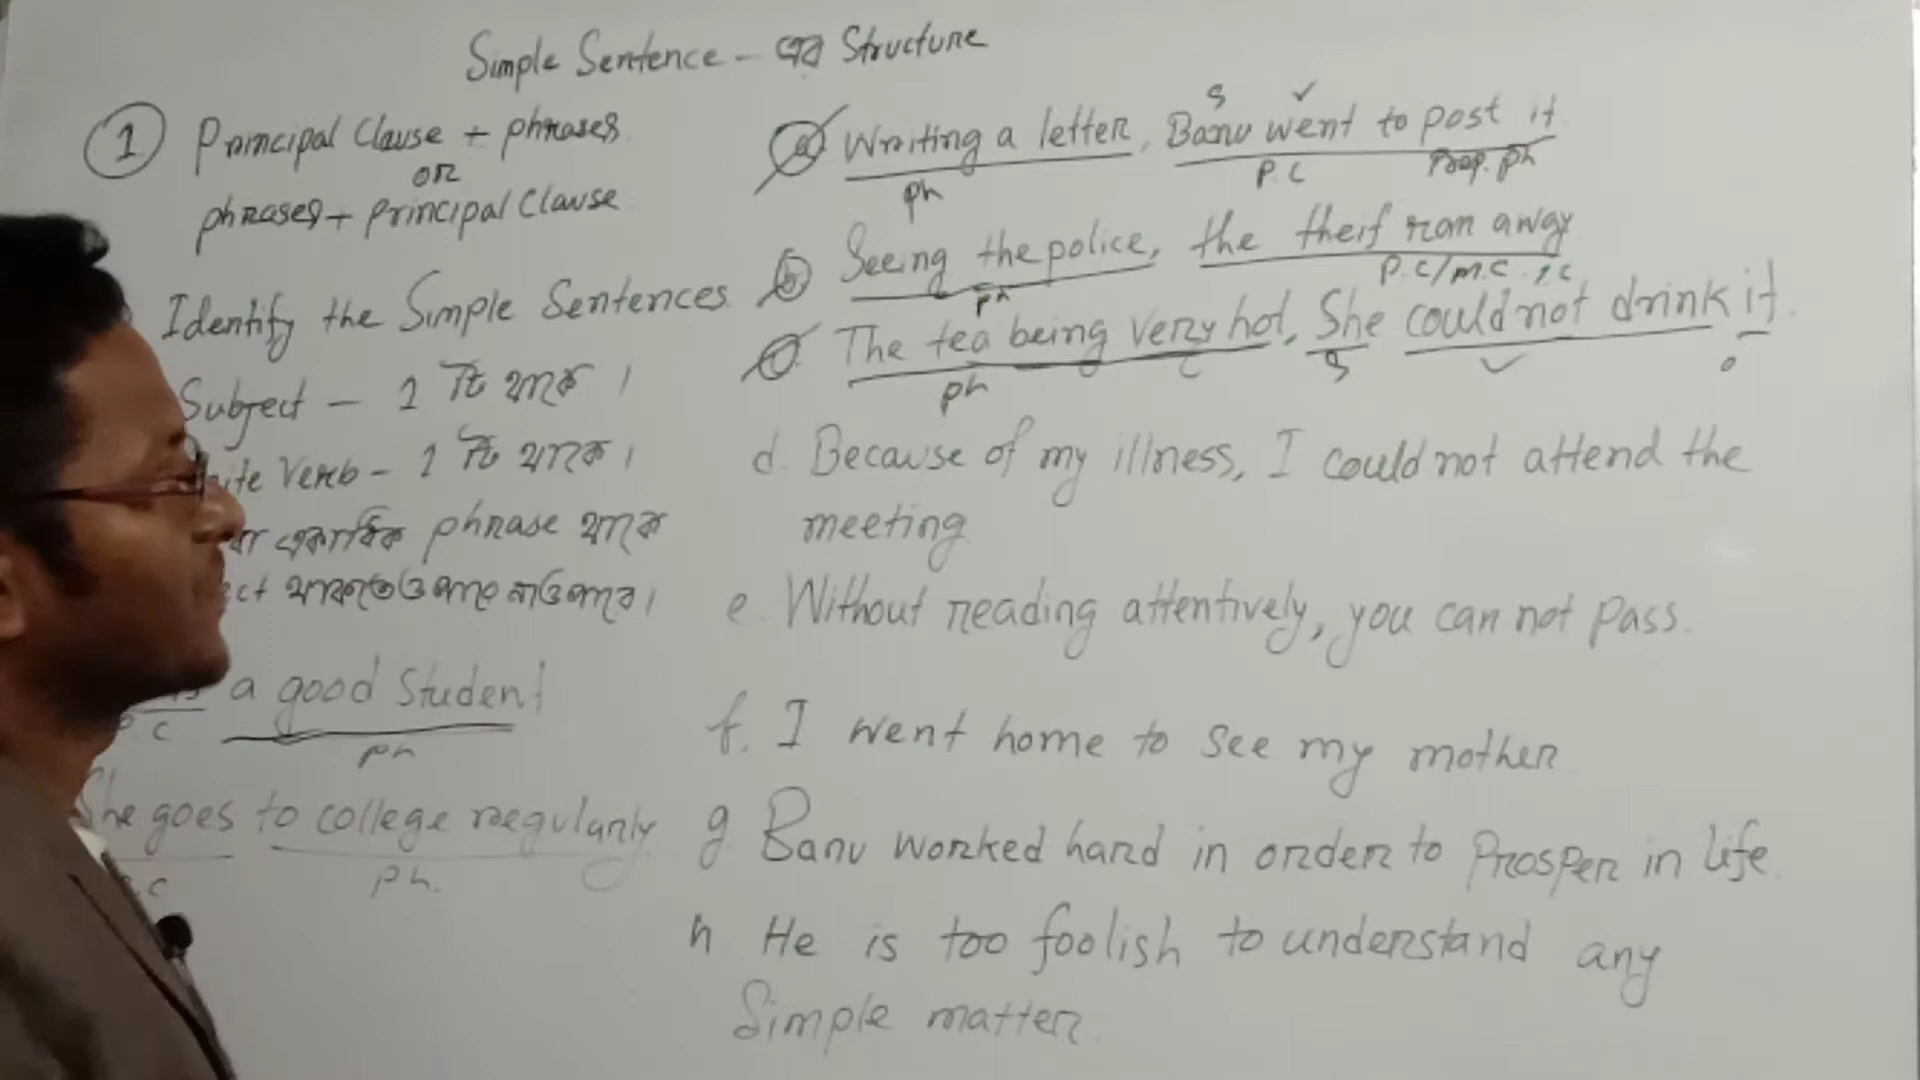 Simple Sentence - এর Structure
1 Principal Clause + phrases
or
phrases + principal Clause
Identify the Simple Sentences
Subject - 1 টি থাকে ।
Verb - 1 টি থাকে ।
বা একাধিক phrase থাকে
থাকতেও পারে নাও পারে ।
a good Student
P.C ph
She goes to college regularly
ph.
S ✓
a Writing a letter, Banu went to post it
ph P.C Prep. ph
b Seeing the police, the theif ran away
ph P.C/M.C
c The tea being very hot, She could not drink it.
ph S V O
d. Because of my illness, I could not attend the
meeting
e. Without reading attentively, you can not pass.
f. I went home to see my mother
g. Banu worked hard in order to Prosper in life.
h He is too foolish to understand any
Simple matter.